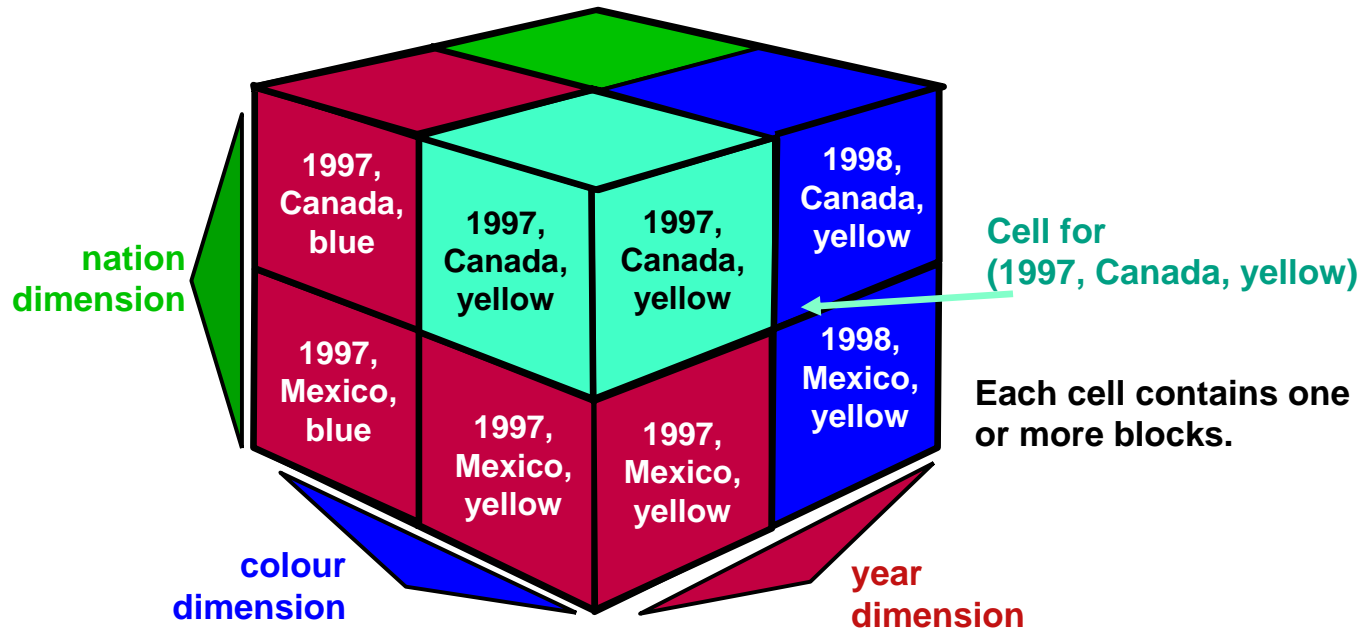 1997,
Canada,
blue
1997,
Canada,
yellow
1997,
Canada,
yellow
1998,
Canada,
yellow
nation
dimension
Cell for
(1997, Canada, yellow)
1997,
Mexico,
blue
1997,
Mexico,
yellow
1997,
Mexico,
yellow
1998,
Mexico,
yellow
Each cell contains one
or more blocks.
colour
dimension
year
dimension